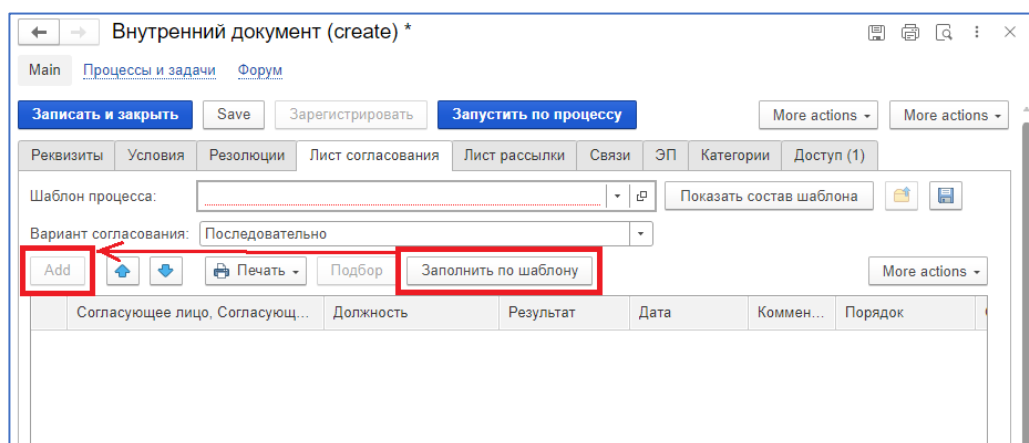 Внутренний документ (create) *
Main Процессы и задачи Форум
Записать и закрыть Save Зарегистрировать Запустить по процессу More actions More actions
Реквизиты Условия Резолюции Лист согласования Лист рассылки Связи ЭП Категории Доступ (1)
Шаблон процесса: Показать состав шаблона
Вариант согласования: Последовательно
Add Печать Подбор Заполнить по шаблону More actions
Согласующее лицо, Согласующ... Должность Результат Дата Коммен... Порядок